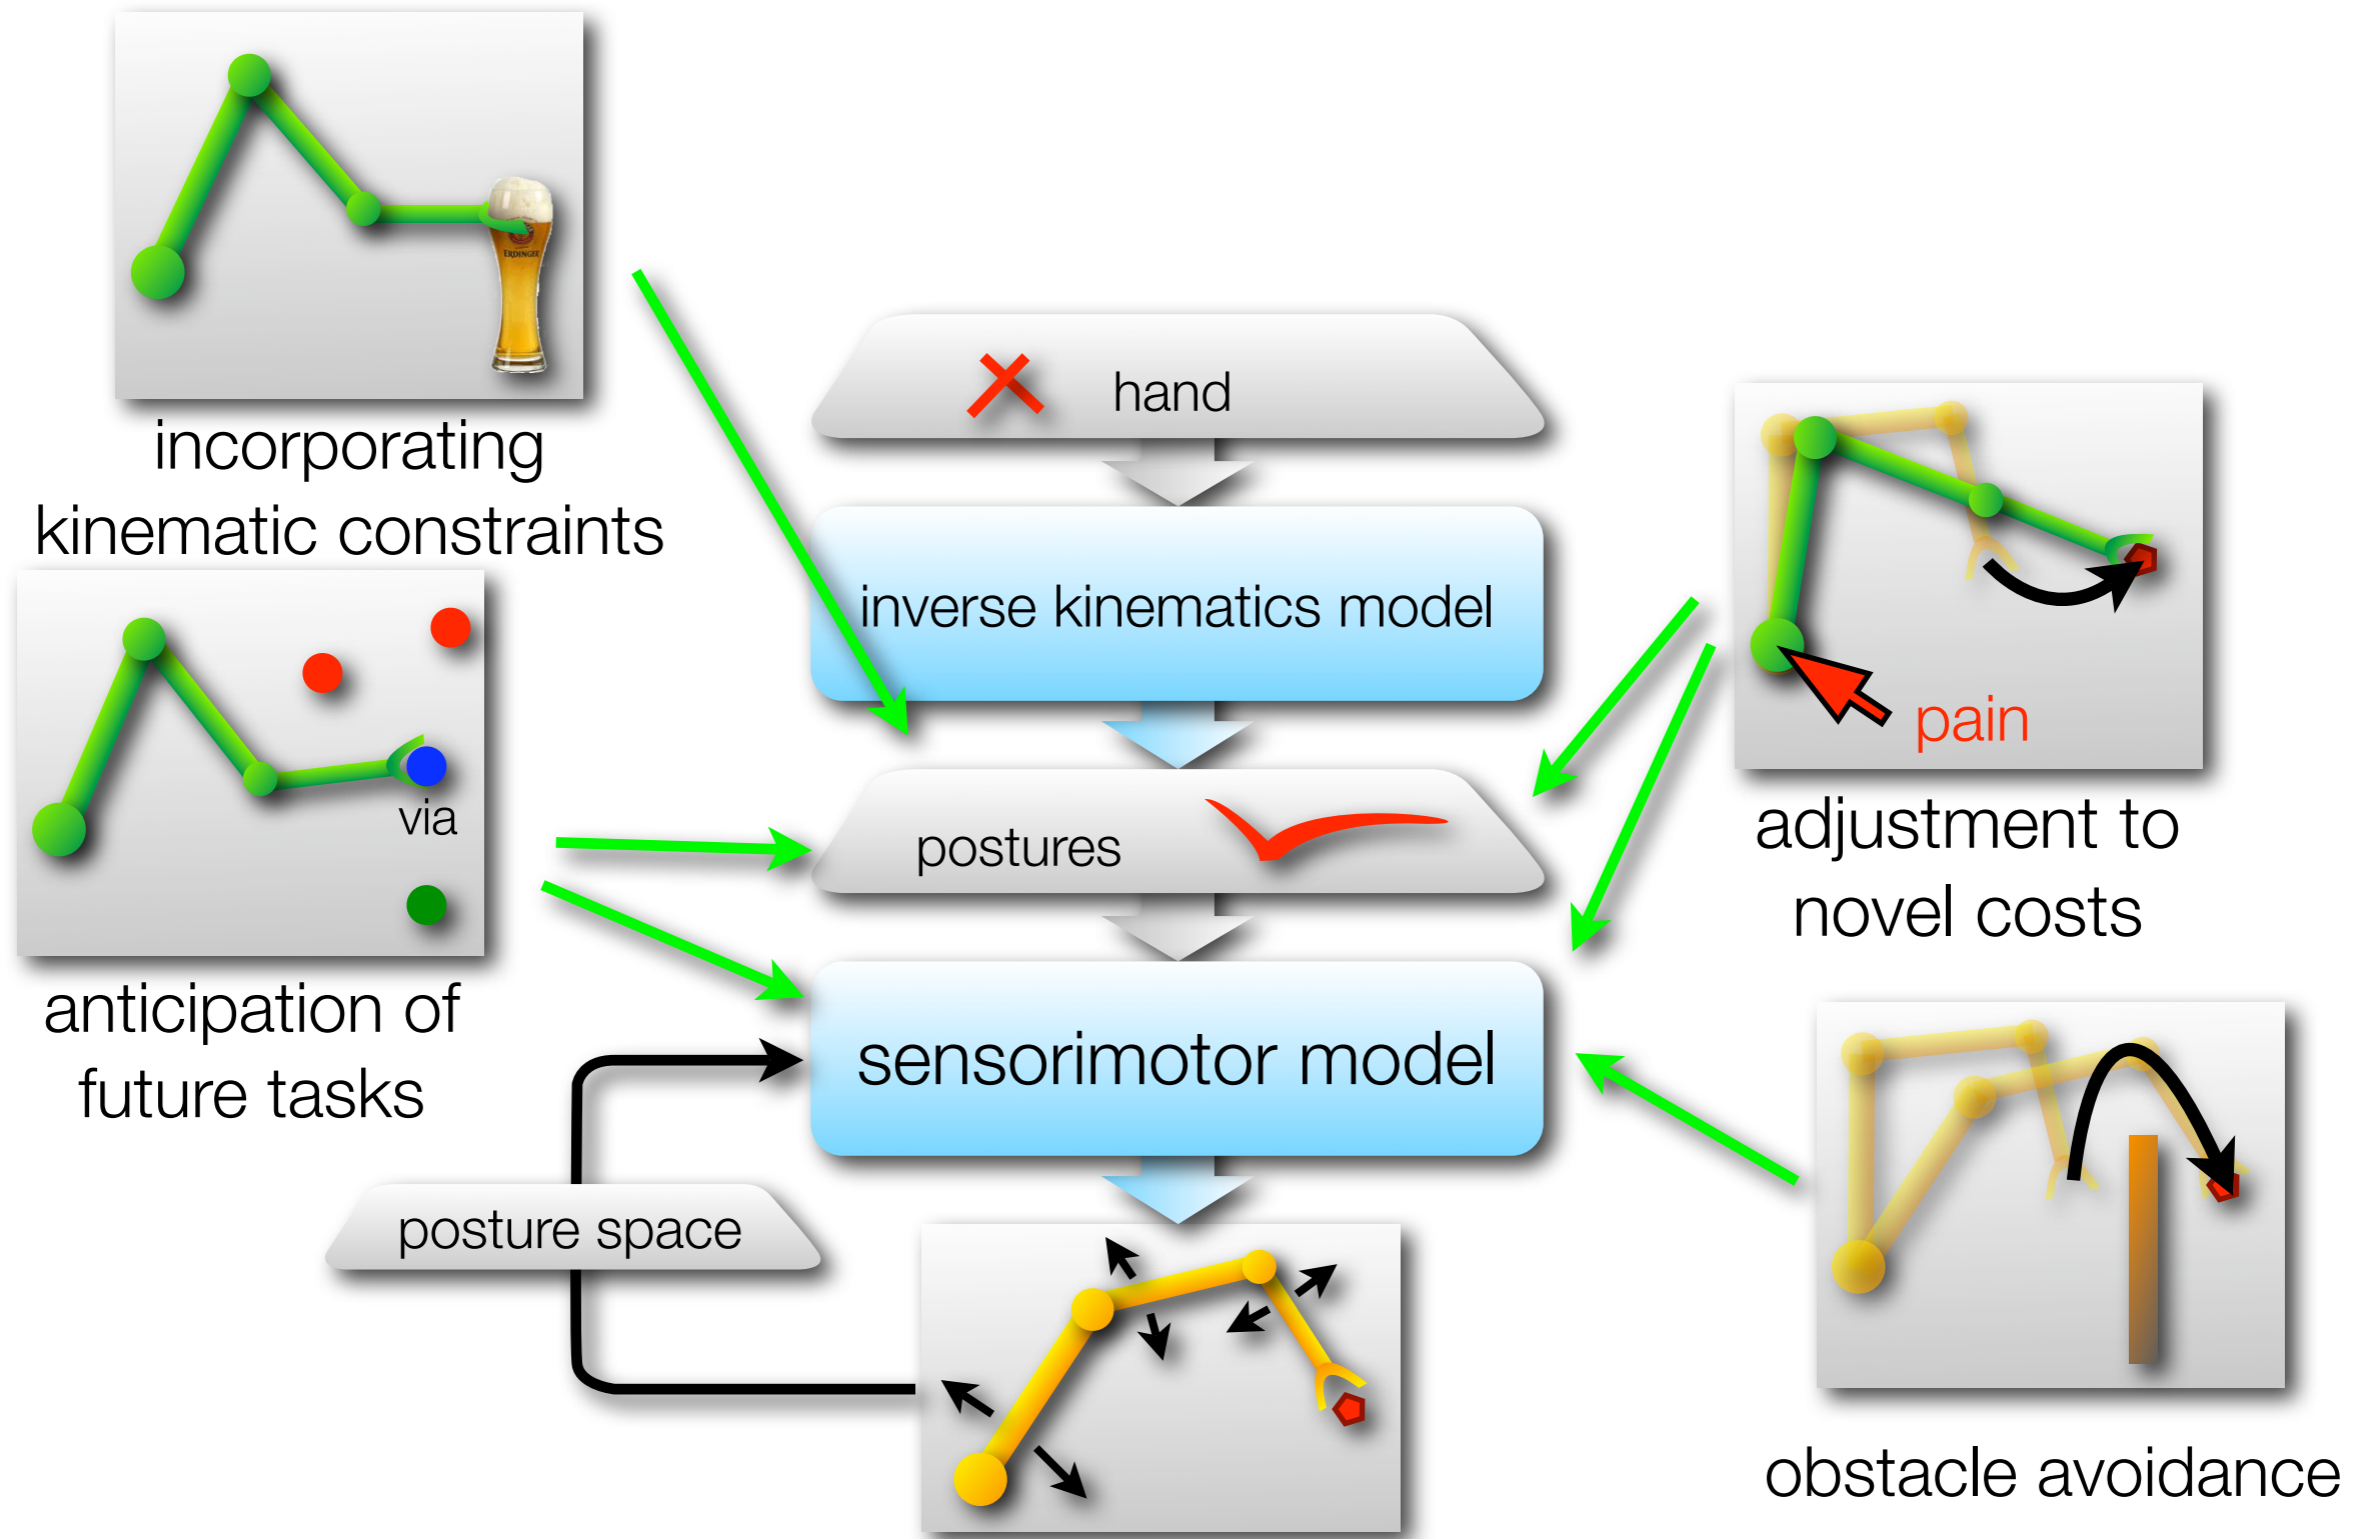 ERDINGER
incorporating
kinematic constraints
via
anticipation of
future tasks
hand
inverse kinematics model
postures
sensorimotor model
posture space
pain
adjustment to
novel costs
obstacle avoidance